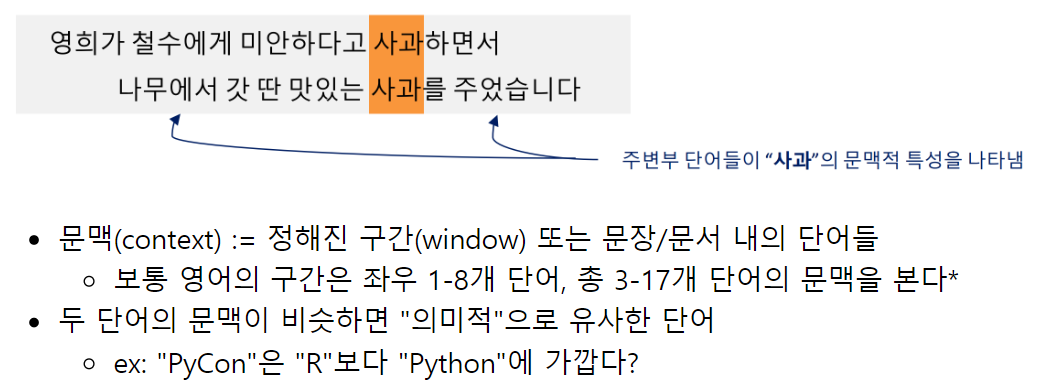 영희가 철수에게 미안하다고 사과하면서
나무에서 갓 딴 맛있는 사과를 주었습니다
주변부 단어들이 “사과”의 문맥적 특성을 나타냄
• 문맥(context) := 정해진 구간(window) 또는 문장/문서 내의 단어들
○ 보통 영어의 구간은 좌우 1-8개 단어, 총 3-17개 단어의 문맥을 본다*
• 두 단어의 문맥이 비슷하면 "의미적"으로 유사한 단어
○ ex: "PyCon"은 "R"보다 "Python"에 가깝다?